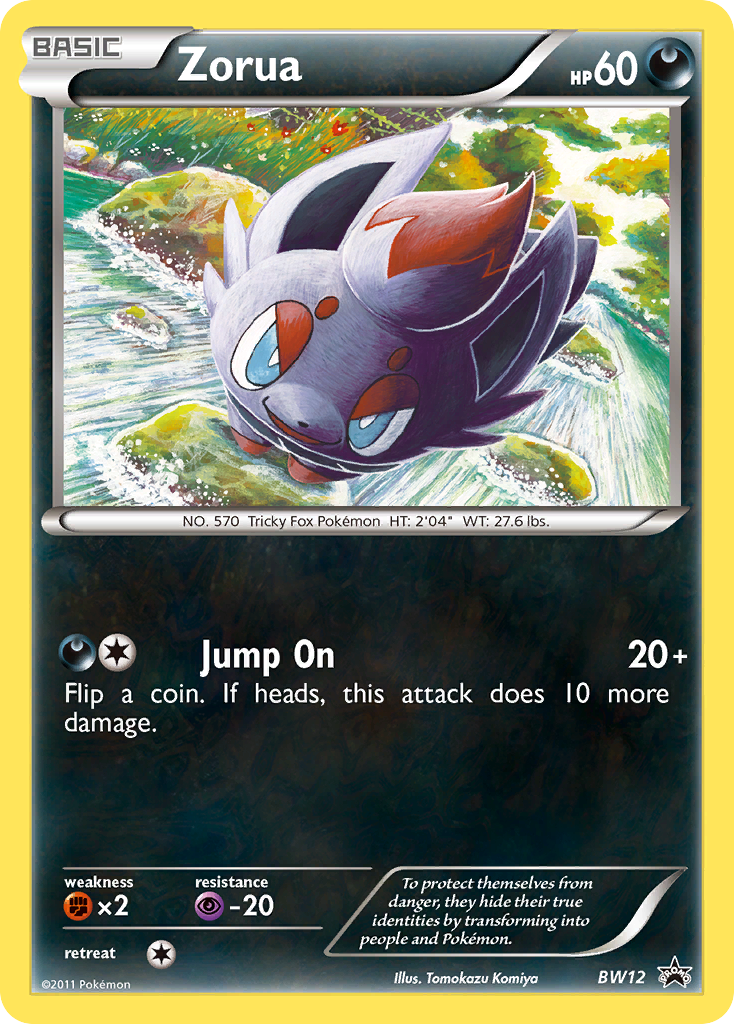 BASIC
Zorua
HP60
NO. 570 Tricky Fox Pokémon HT: 2'04" WT: 27.6 lbs.
Jump On 20+
Flip a coin. If heads, this attack does 10 more
damage.
weakness
×2
resistance
-20
retreat
To protect themselves from
danger, they hide their true
identities by transforming into
people and Pokémon.
©2011 Pokémon
Illus. Tomokazu Komiya
BW12
PROMO